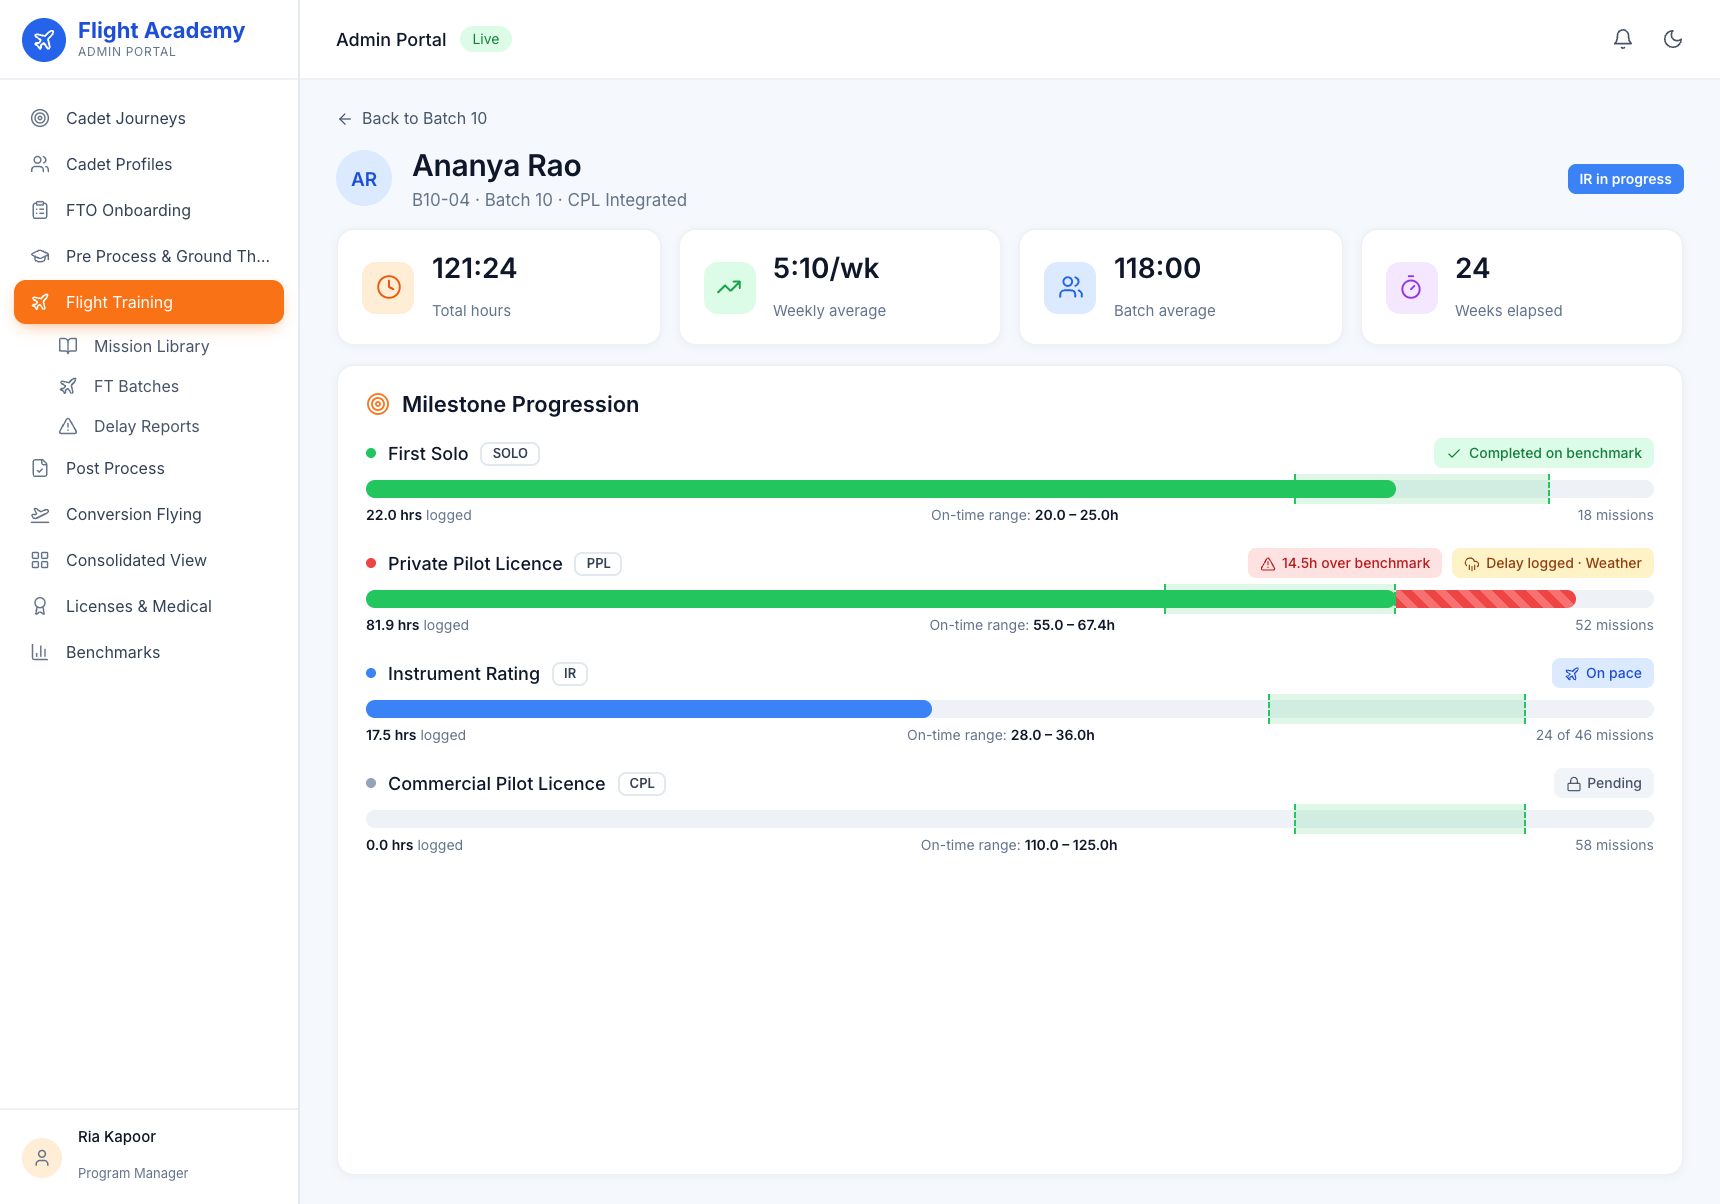 Flight Academy
ADMIN PORTAL
Cadet Journeys
Cadet Profiles
FTO Onboarding
Pre Process & Ground Th...
Flight Training
Mission Library
FT Batches
Delay Reports
Post Process
Conversion Flying
Consolidated View
Licenses & Medical
Benchmarks
Ria Kapoor
Program Manager
Admin Portal Live
Back to Batch 10
AR
Ananya Rao
B10-04 · Batch 10 · CPL Integrated
IR in progress
121:24
Total hours
5:10/wk
Weekly average
118:00
Batch average
24
Weeks elapsed
Milestone Progression
First Solo SOLO Completed on benchmark
22.0 hrs logged On-time range: 20.0 – 25.0h 18 missions
Private Pilot Licence PPL 14.5h over benchmark Delay logged · Weather
81.9 hrs logged On-time range: 55.0 – 67.4h 52 missions
Instrument Rating IR On pace
17.5 hrs logged On-time range: 28.0 – 36.0h 24 of 46 missions
Commercial Pilot Licence CPL Pending
0.0 hrs logged On-time range: 110.0 – 125.0h 58 missions